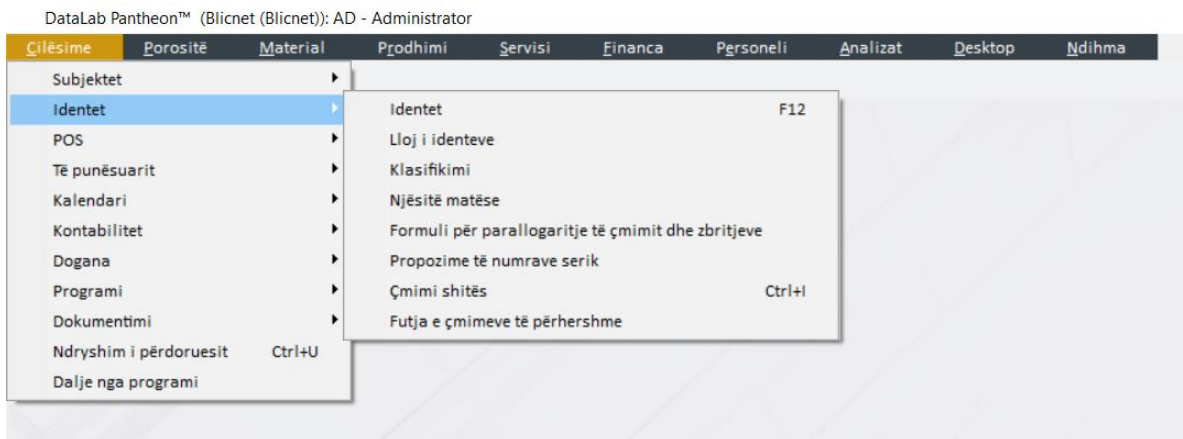 DataLab Pantheon™ (Blicnet (Blicnet)): AD - Administrator
Cilësime Porositë Material Prodhimi Servisi Financa Personeli Analizat Desktop Ndihma
Subjektet
Identet
POS
Të punësuarit
Kalendari
Kontabilitet
Dogana
Programi
Dokumentimi
Ndryshim i përdoruesit Ctrl+U
Dalje nga programi
Identet F12
Lloj i identeve
Klasifikimi
Njësitë matëse
Formuli për parallogaritje të çmimit dhe zbritjeve
Propozime të numrave serik
Çmimi shitës Ctrl+I
Futja e çmimeve të përhershme